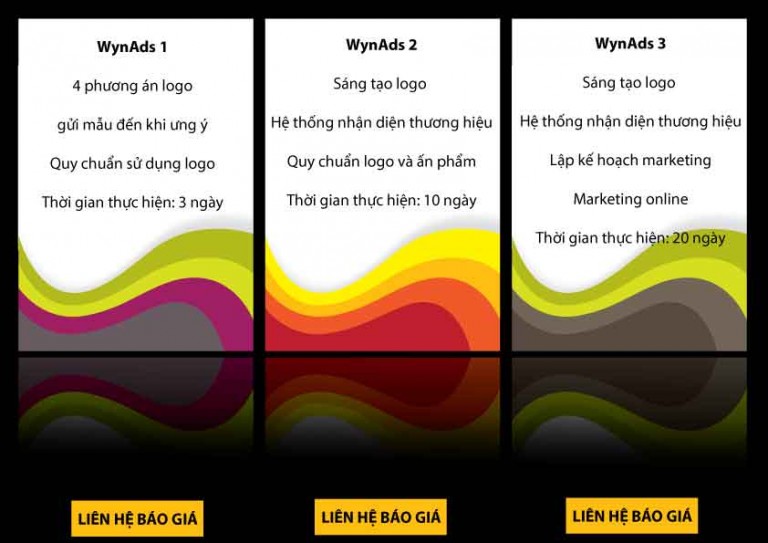 WynAds 1
4 phương án logo
gửi mẫu đến khi ưng ý
Quy chuẩn sử dụng logo
Thời gian thực hiện: 3 ngày
LIÊN HỆ BÁO GIÁ
WynAds 2
Sáng tạo logo
Hệ thống nhận diện thương hiệu
Quy chuẩn logo và ấn phẩm
Thời gian thực hiện: 10 ngày
LIÊN HỆ BÁO GIÁ
WynAds 3
Sáng tạo logo
Hệ thống nhận diện thương hiệu
Lập kế hoạch marketing
Marketing online
Thời gian thực hiện: 20 ngày
LIÊN HỆ BÁO GIÁ